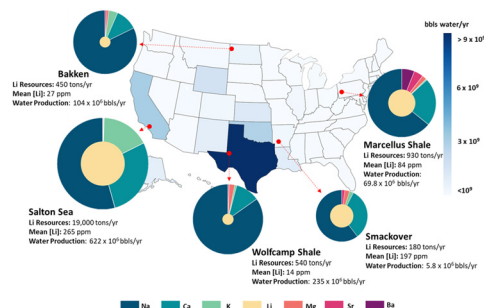 bbls water/yr
> 9 x 10⁹
6 x 10⁹
3 x 10⁹
<10⁹
Bakken
Li Resources: 450 tons/yr
Mean [Li]: 27 ppm
Water Production: 104 x 10⁶ bbls/yr
Salton Sea
Li Resources: 19,000 tons/yr
Mean [Li]: 265 ppm
Water Production: 622 x 10⁶ bbls/yr
Wolfcamp Shale
Li Resources: 540 tons/yr
Mean [Li]: 14 ppm
Water Production: 235 x 10⁶ bbls/yr
Marcellus Shale
Li Resources: 930 tons/yr
Mean [Li]: 84 ppm
Water Production:
69.8 x 10⁶ bbls/yr
Smackover
Li Resources: 180 tons/yr
Mean [Li]: 197 ppm
Water Production: 5.8 x 10⁶ bbls/yr
Na Ca K Li Mg Sr Ba